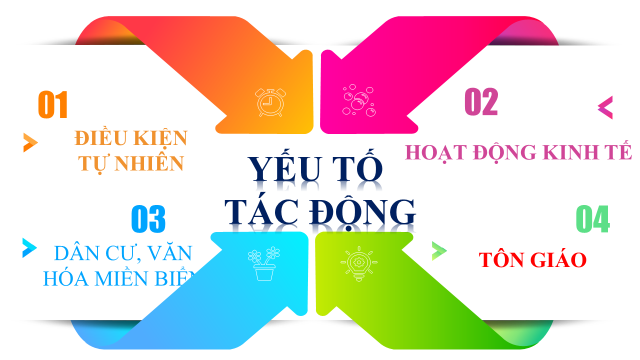 01
ĐIỀU KIỆN
TỰ NHIÊN
02
HOẠT ĐỘNG KINH TẾ
YẾU TỐ
TÁC ĐỘNG
03
DÂN CƯ, VĂN
HÓA MIỀN BIỂN
04
TÔN GIÁO